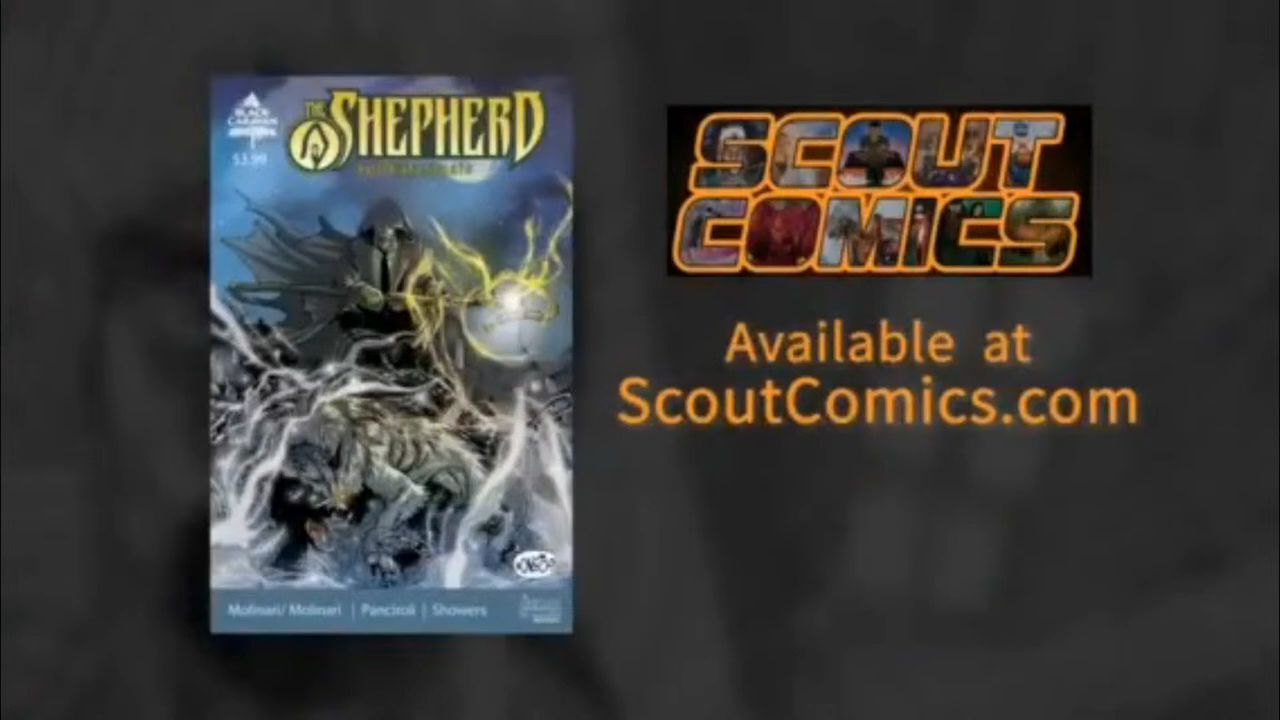 BLACK
CARAVAN
$3.99
THE
SHEPHERD
Molinari/ Molinari | Panciroli | Showers
SCOUT
COMICS
Available at
ScoutComics.com